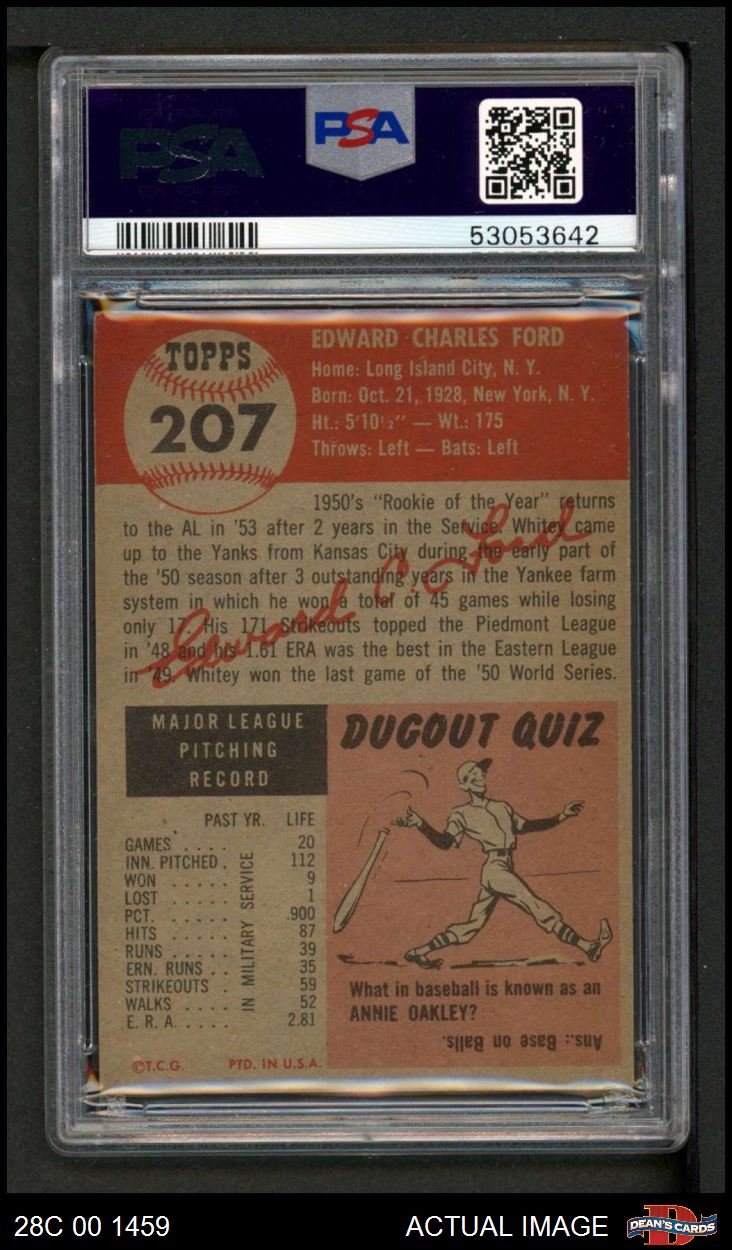 PSA
PSA
53053642
TOPPS
207
EDWARD CHARLES FORD
Home: Long Island City, N. Y.
Born: Oct. 21, 1928, New York, N. Y.
Ht.: 5'10½" — Wt.: 175
Throws: Left — Bats: Left
1950's "Rookie of the Year" returns
to the AL in '53 after 2 years in the Service. Whitey came
up to the Yanks from Kansas City during the early part of
the '50 season after 3 outstanding years in the Yankee farm
system in which he won a total of 45 games while losing
only 17. His 171 Strikeouts topped the Piedmont League
in '48 and his 1.61 ERA was the best in the Eastern League
in '49. Whitey won the last game of the '50 World Series.
Edward C. Ford
MAJOR LEAGUE
PITCHING
RECORD
PAST YR. LIFE
GAMES . . . . 20
INN. PITCHED . 112
WON . . . . . 9
LOST . . . . . 1
PCT. . . . . . .900
HITS . . . . . 87
RUNS . . . . . 39
ERN. RUNS . . 35
STRIKEOUTS . 59
WALKS . . . . 52
E. R. A. . . . . 2.81
IN MILITARY SERVICE
©T.C.G. PTD. IN U.S.A.
DUGOUT QUIZ
What in baseball is known as an
ANNIE OAKLEY?
Ans.: Base on Balls.
28C 00 1459
ACTUAL IMAGE
DEAN'S CARDS